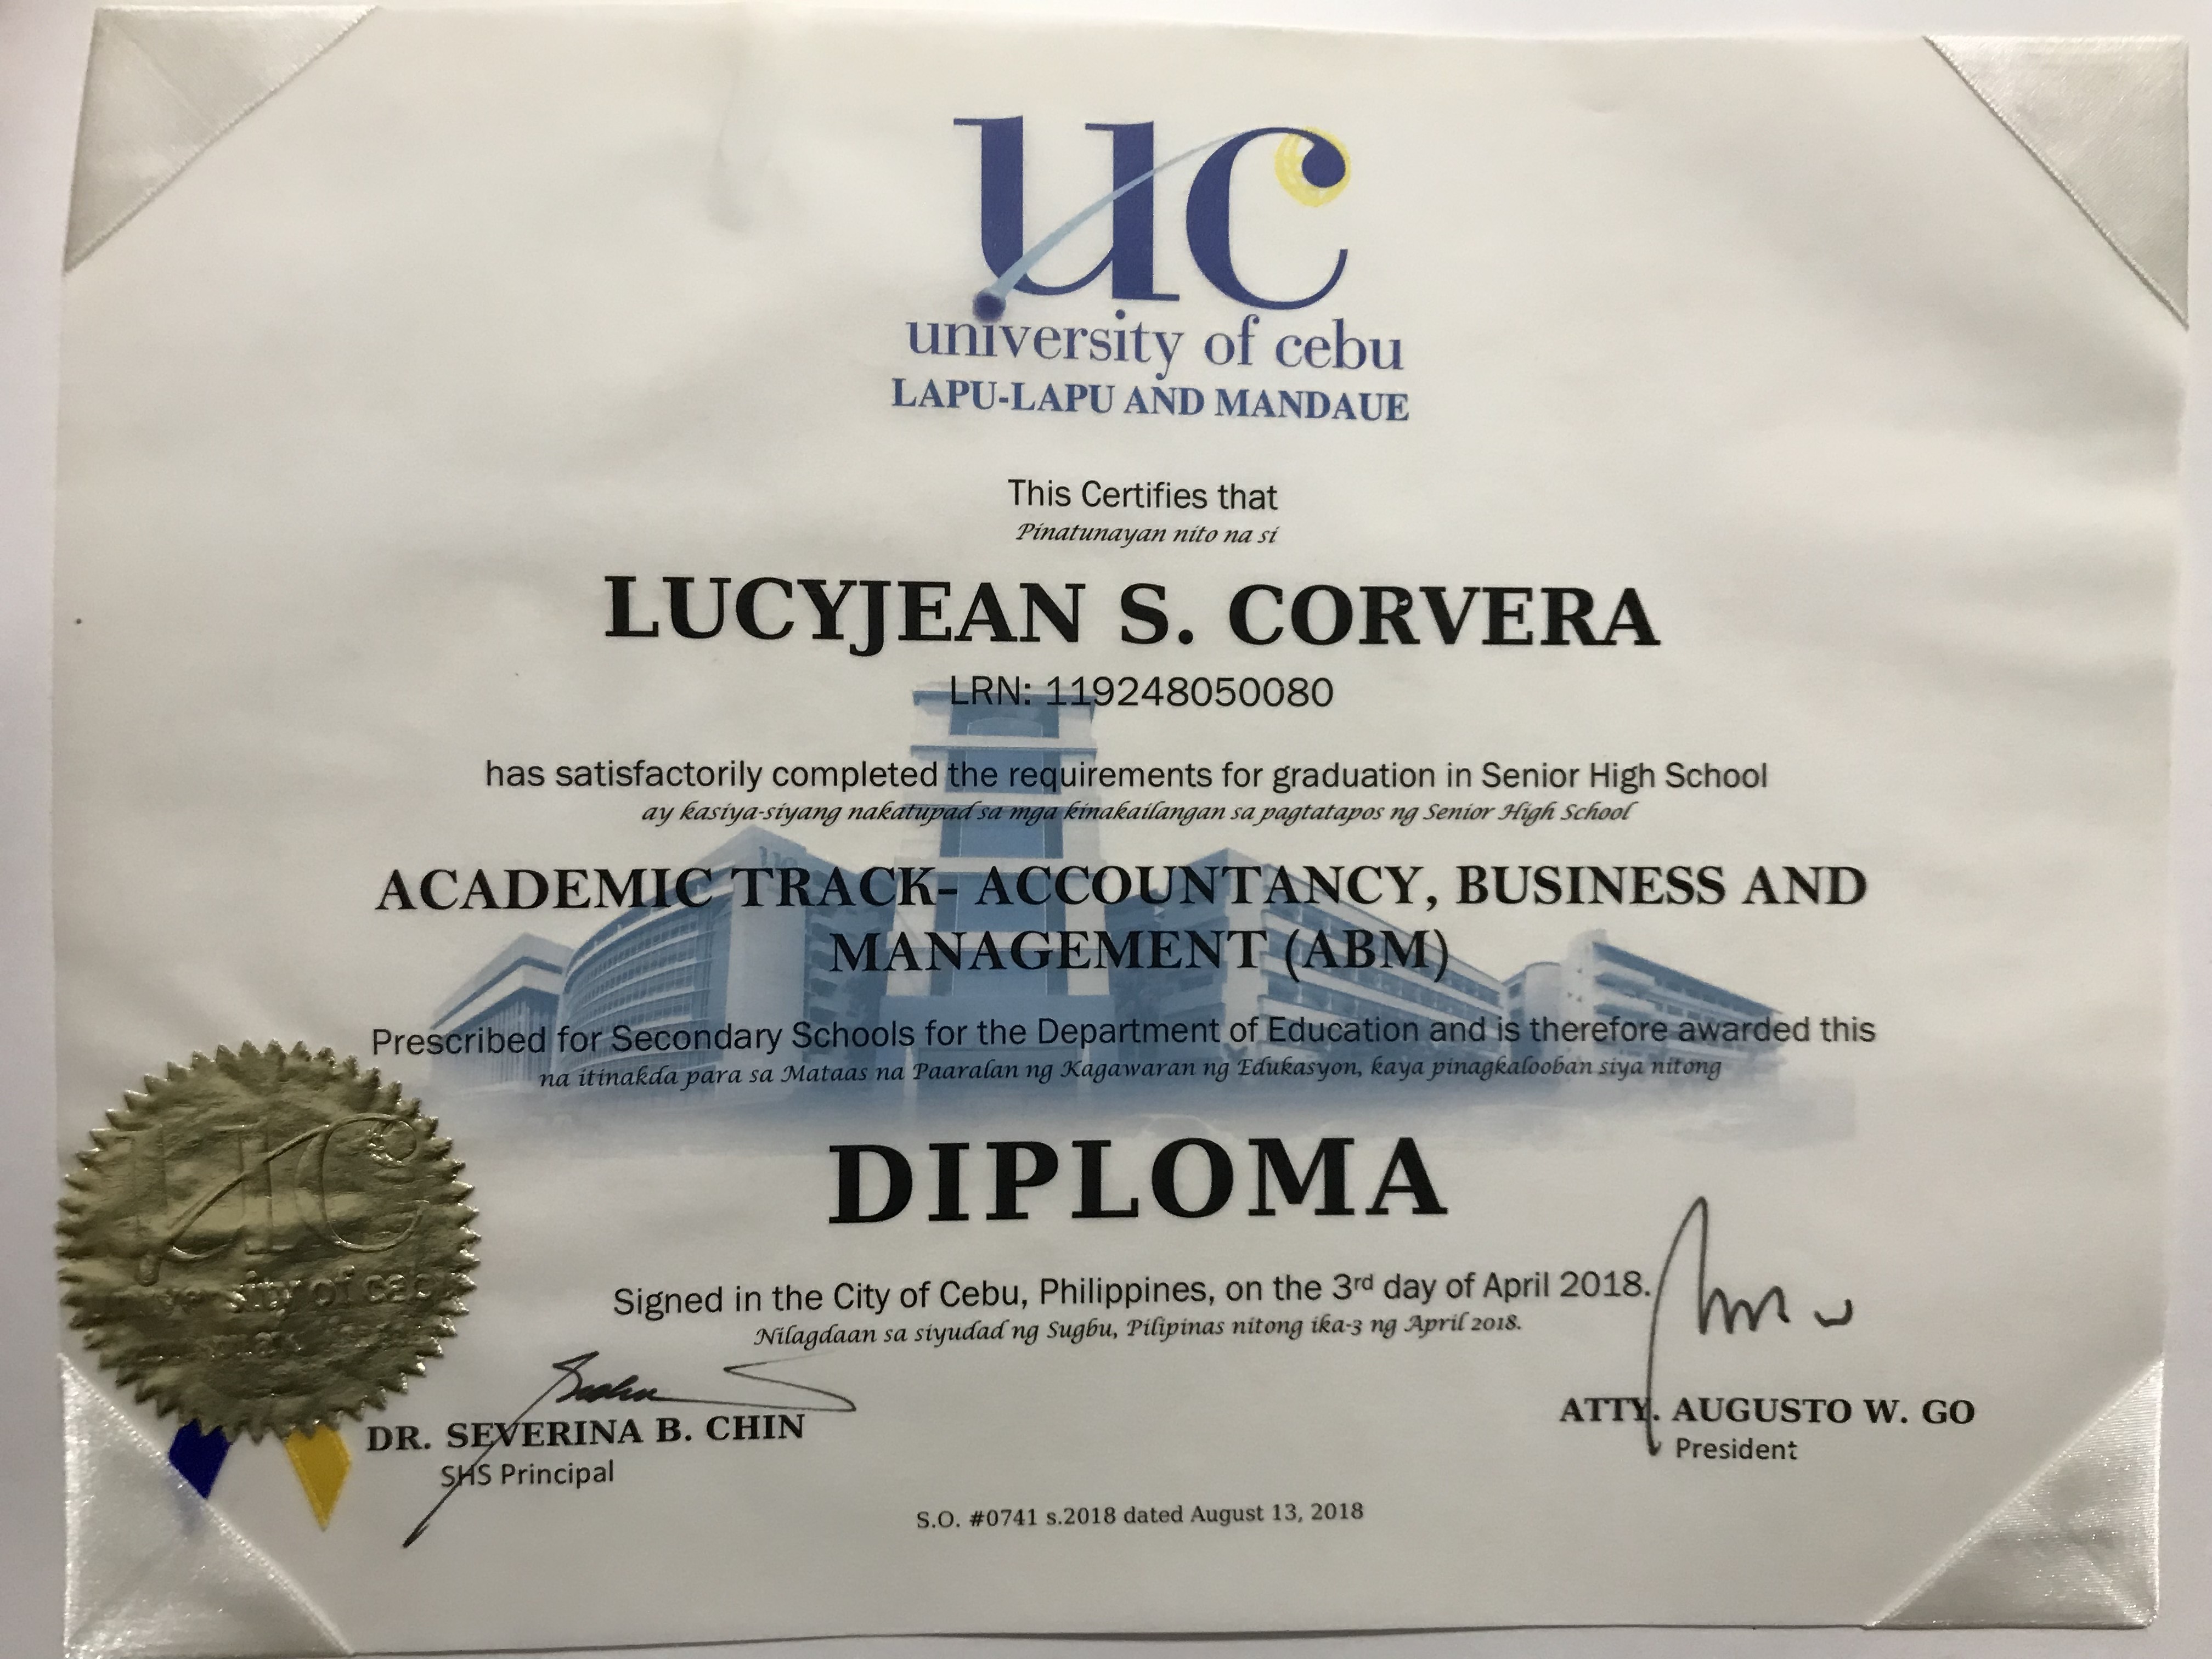 uc
university of cebu
LAPU-LAPU AND MANDAUE
This Certifies that
Pinatunayan nito na si
LUCYJEAN S. CORVERA
LRN: 119248050080
has satisfactorily completed the requirements for graduation in Senior High School
ay kasiya-siyang nakatupad sa mga kinakailangan sa pagtatapos ng Senior High School
ACADEMIC TRACK- ACCOUNTANCY, BUSINESS AND
MANAGEMENT (ABM)
Prescribed for Secondary Schools for the Department of Education and is therefore awarded this
na itinakda para sa Mataas na Paaralan ng Kagawaran ng Edukasyon, kaya pinagkalooban siya nitong
DIPLOMA
Signed in the City of Cebu, Philippines, on the 3rd day of April 2018.
Nilagdaan sa siyudad ng Sugbu, Pilipinas nitong ika-3 ng April 2018.
DR. SEVERINA B. CHIN
SHS Principal
ATTY. AUGUSTO W. GO
President
S.O. #0741 s.2018 dated August 13, 2018
UC